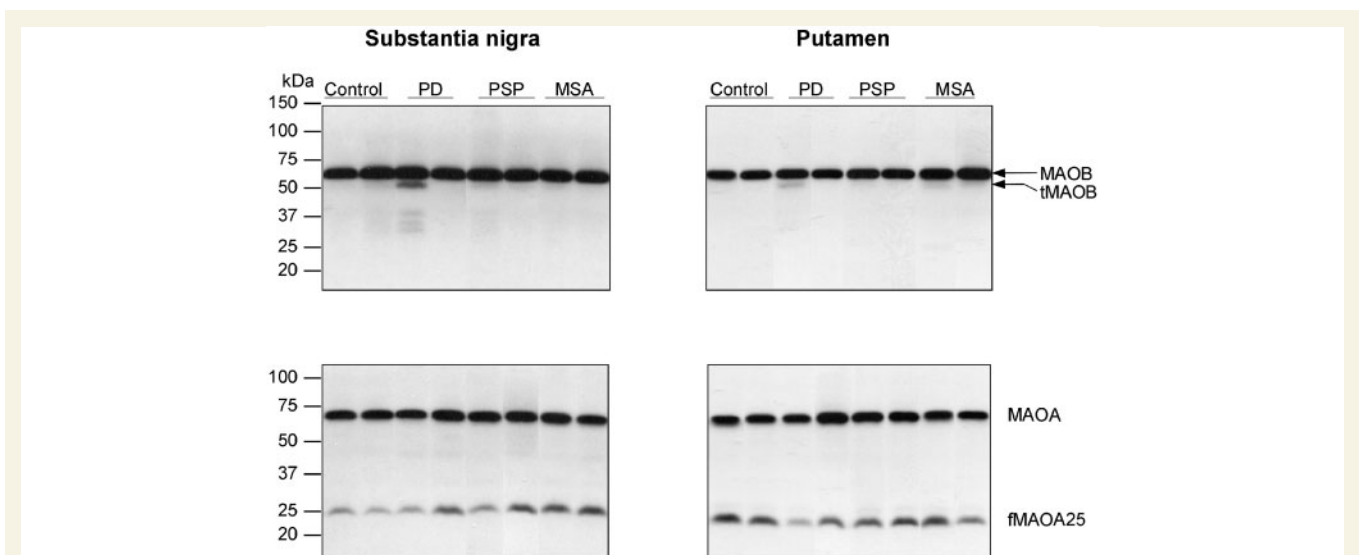 Substantia nigra Putamen
kDa Control PD PSP MSA Control PD PSP MSA
150
100
75
50
37
25
20
MAOB
tMAOB
100
75
50
37
25
20
MAOA
fMAOA25